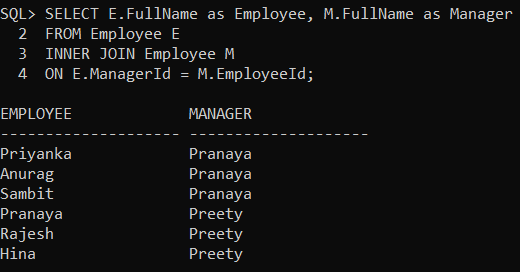 SQL> SELECT E.FullName as Employee, M.FullName as Manager
  2  FROM Employee E
  3  INNER JOIN Employee M
  4  ON E.ManagerId = M.EmployeeId;

EMPLOYEE             MANAGER
-------------------- --------------------
Priyanka             Pranaya
Anurag               Pranaya
Sambit               Pranaya
Pranaya              Preety
Rajesh               Preety
Hina                 Preety